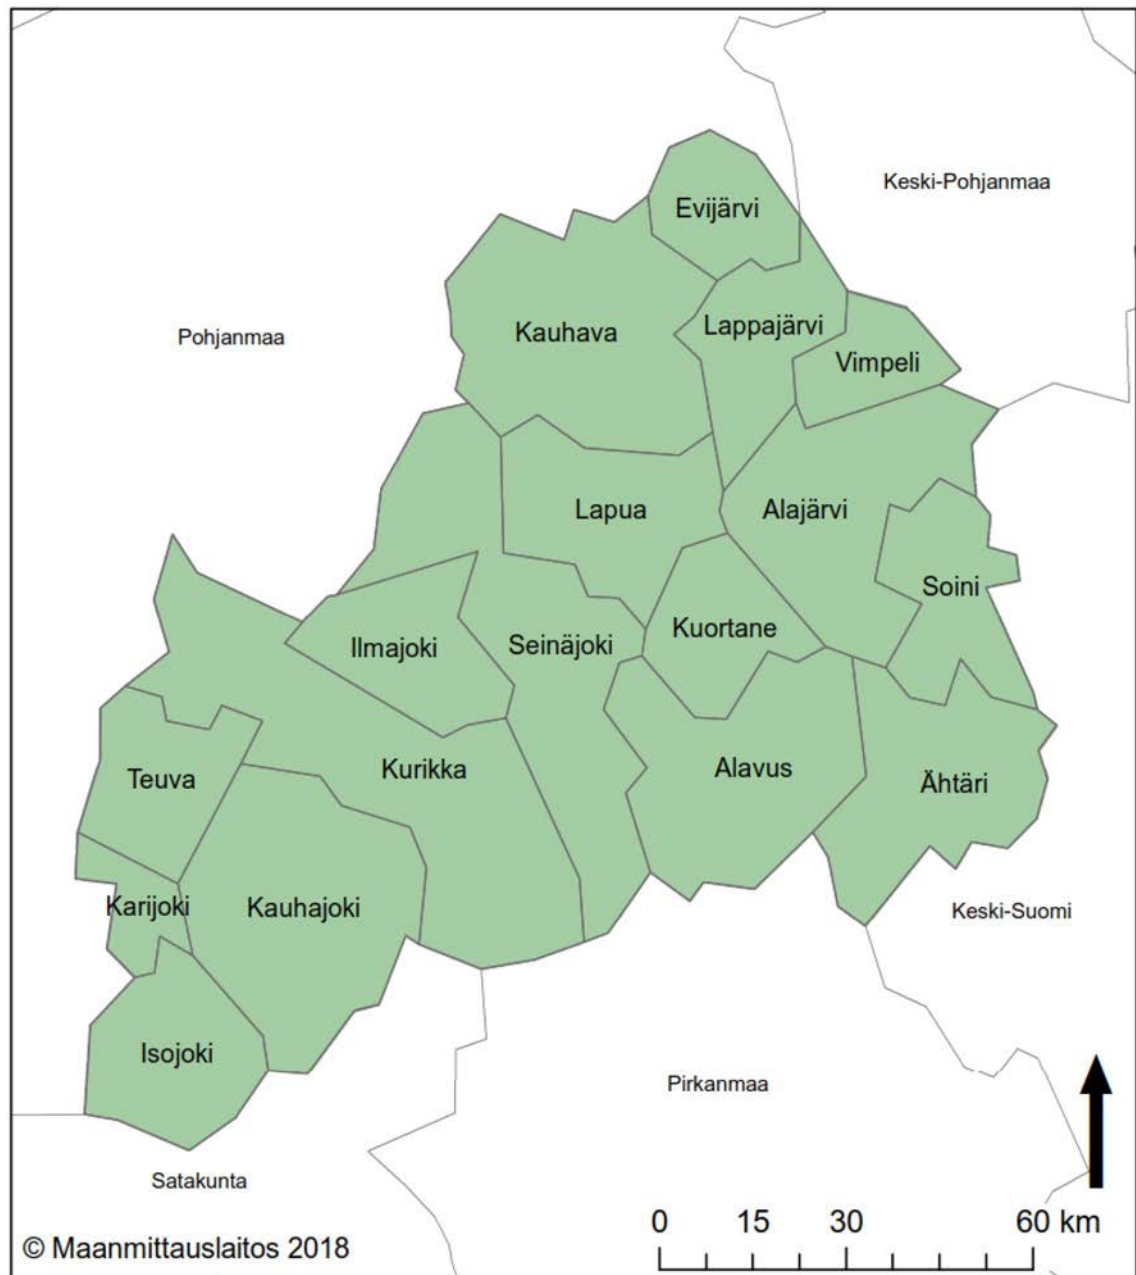 Evijärvi
Keski-Pohjanmaa
Pohjanmaa
Kauhava
Lappajärvi
Vimpeli
Lapua
Alajärvi
Soini
Ilmajoki
Seinäjoki
Kuortane
Teuva
Kurikka
Alavus
Ähtäri
Karijoki
Kauhajoki
Keski-Suomi
Isojoki
Pirkanmaa
Satakunta
0 15 30 60 km
© Maanmittauslaitos 2018